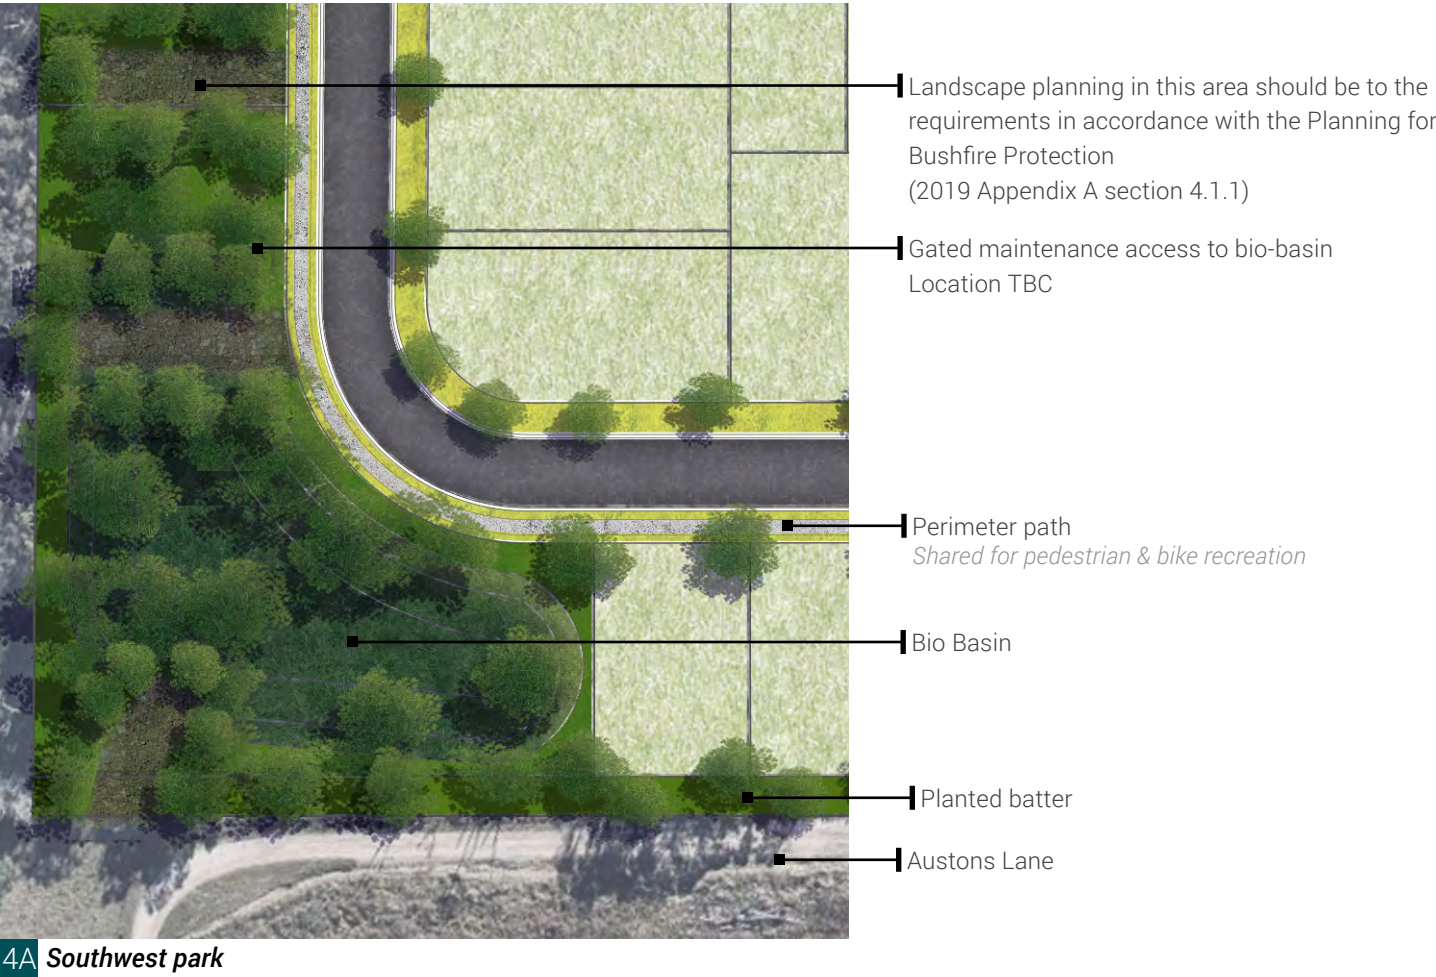 Landscape planning in this area should be to the
requirements in accordance with the Planning for
Bushfire Protection
(2019 Appendix A section 4.1.1)
Gated maintenance access to bio-basin
Location TBC
Perimeter path
Shared for pedestrian & bike recreation
Bio Basin
Planted batter
Austons Lane
4A Southwest park